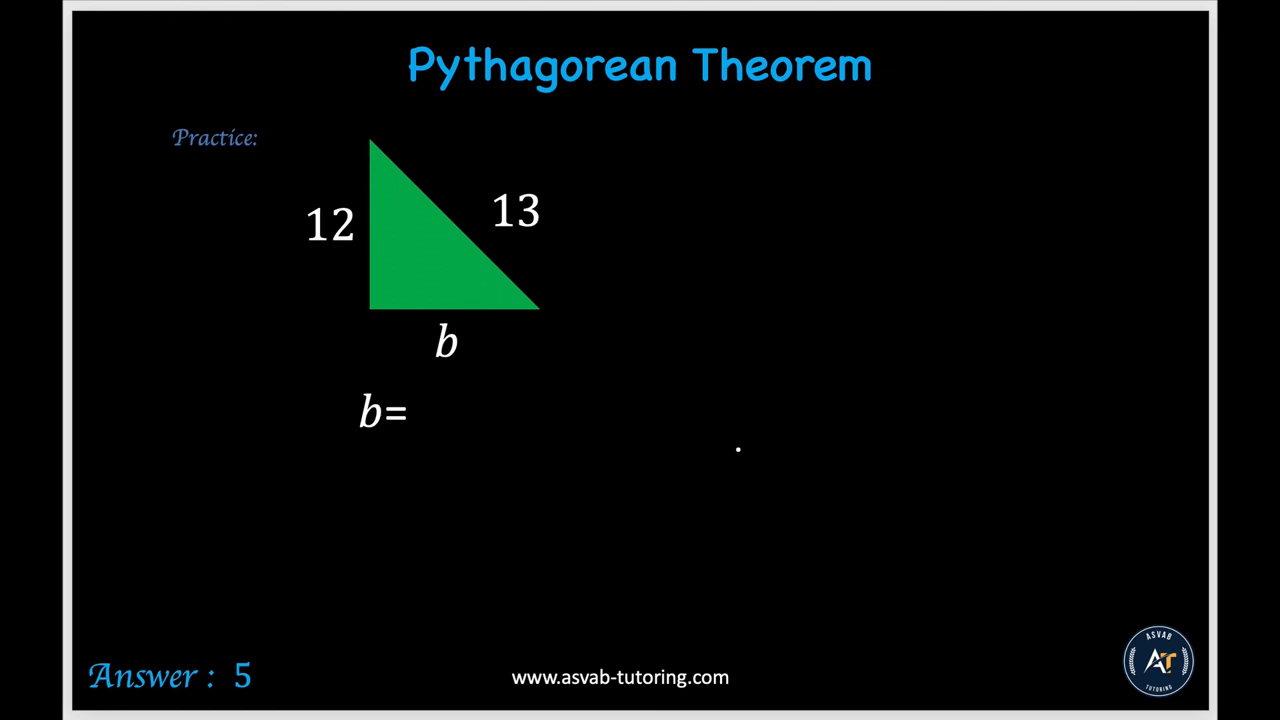 Pythagorean Theorem
Practice:
12
13
b
b=
Answer : 5
www.asvab-tutoring.com
ASVAB
AT
TUTORING